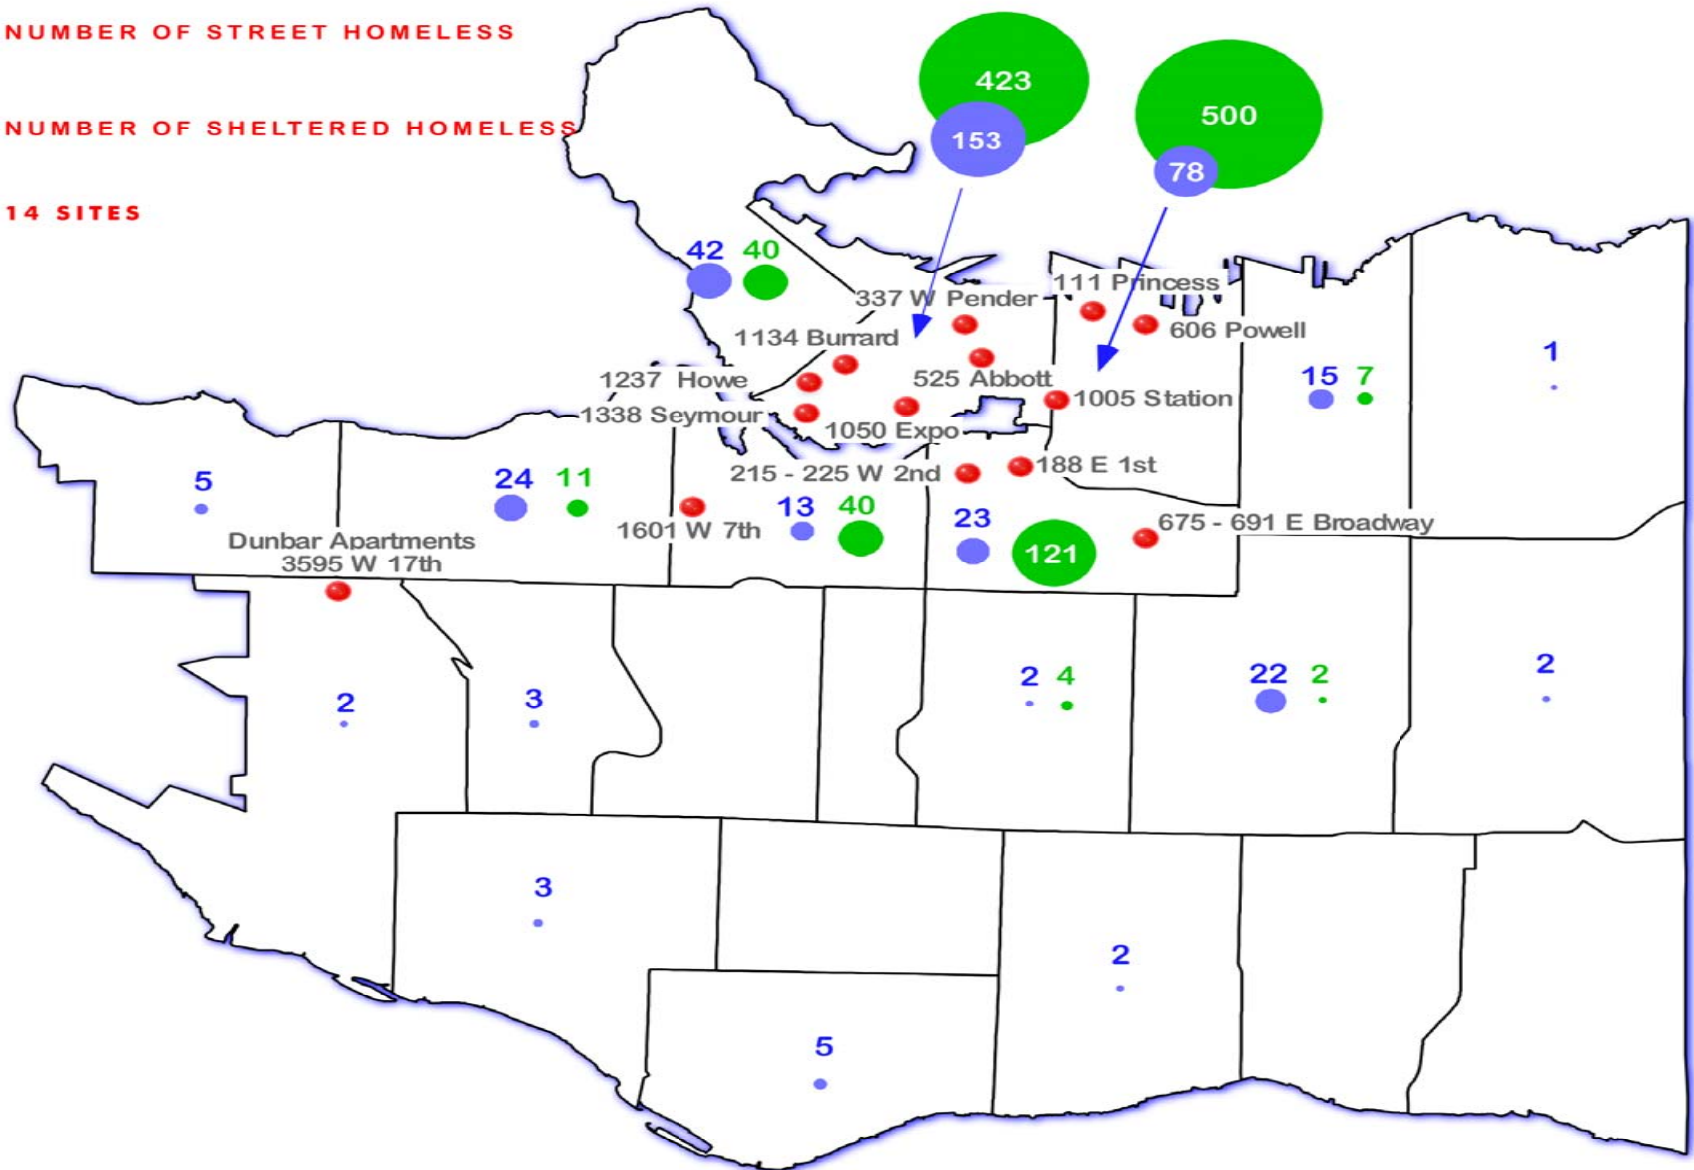 NUMBER OF STREET HOMELESS
423
500
NUMBER OF SHELTERED HOMELESS
153
78
14 SITES
42 40
111 Princess
337 W Pender
606 Powell
1134 Burrard
1
1237 Howe
525 Abbott
15 7
1005 Station
1338 Seymour
1050 Expo
215 - 225 W 2nd
188 E 1st
5
24 11
13 40
23
675 - 691 E Broadway
1601 W 7th
Dunbar Apartments
3595 W 17th
121
2
3
2 4
22 2
2
3
2
5